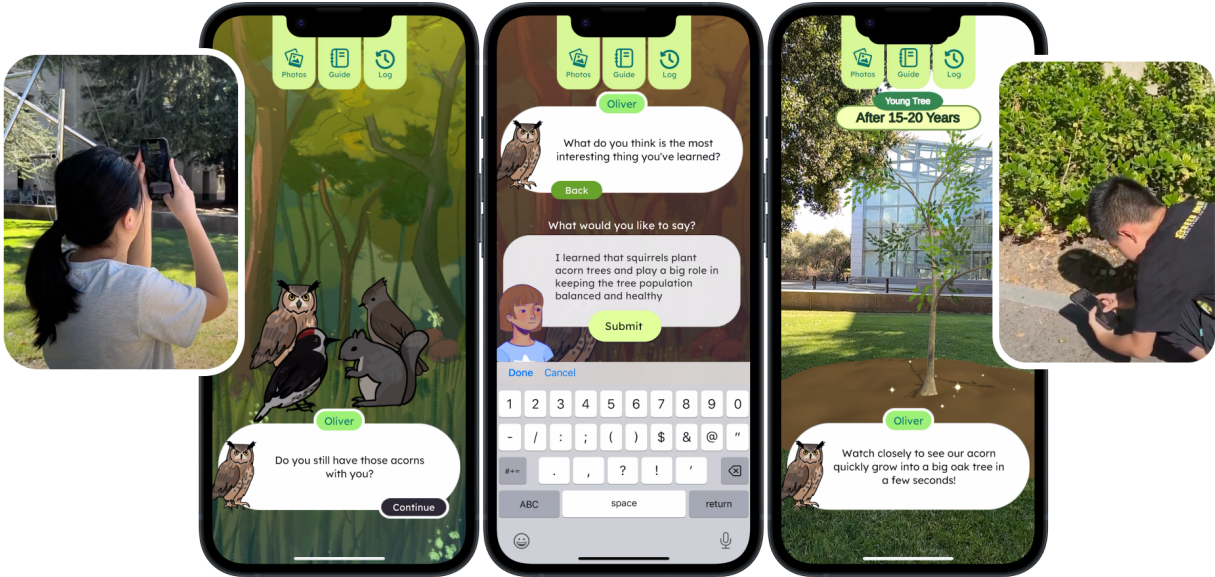 Photos
Guide
Log
Oliver
Do you still have those acorns
with you?
Continue
Photos
Guide
Log
Oliver
What do you think is the most
interesting thing you've learned?
Back
What would you like to say?
I learned that squirrels plant
acorn trees and play a big role in
keeping the tree population
balanced and healthy
Submit
Done Cancel
1 2 3 4 5 6 7 8 9 0
- / : ; ( ) $ & @ "
#+= . , ? ! '
ABC space return
Photos
Guide
Log
Young Tree
After 15-20 Years
Oliver
Watch closely to see our acorn
quickly grow into a big oak tree in
a few seconds!